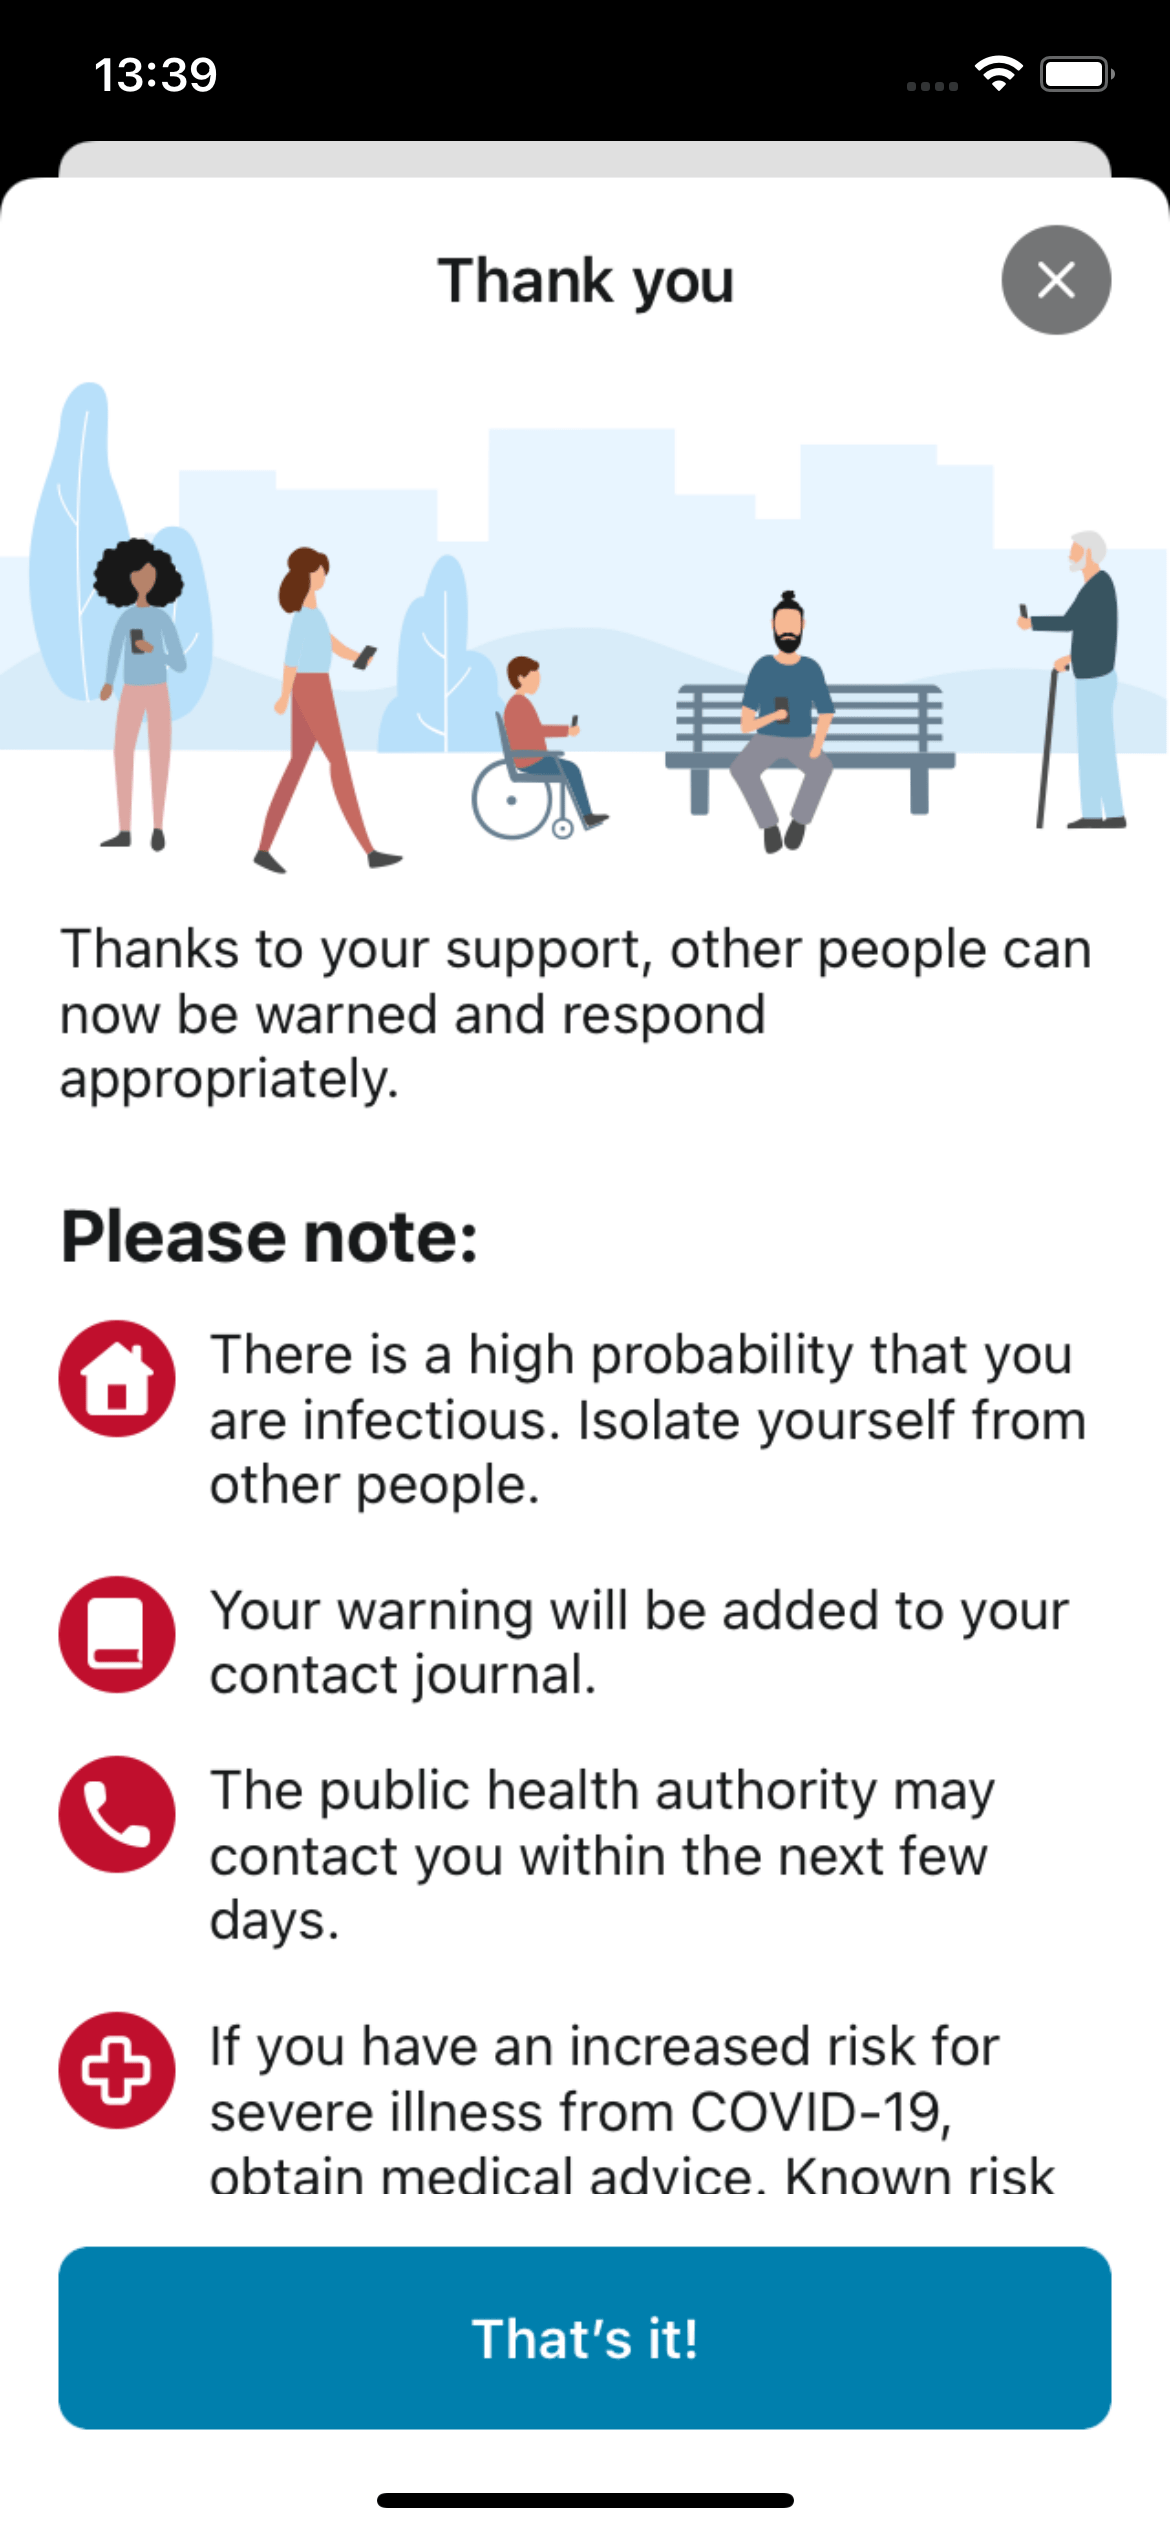 13:39
Thank you
Thanks to your support, other people can
now be warned and respond
appropriately.
Please note:
There is a high probability that you
are infectious. Isolate yourself from
other people.
Your warning will be added to your
contact journal.
The public health authority may
contact you within the next few
days.
If you have an increased risk for
severe illness from COVID-19,
obtain medical advice. Known risk
That’s it!